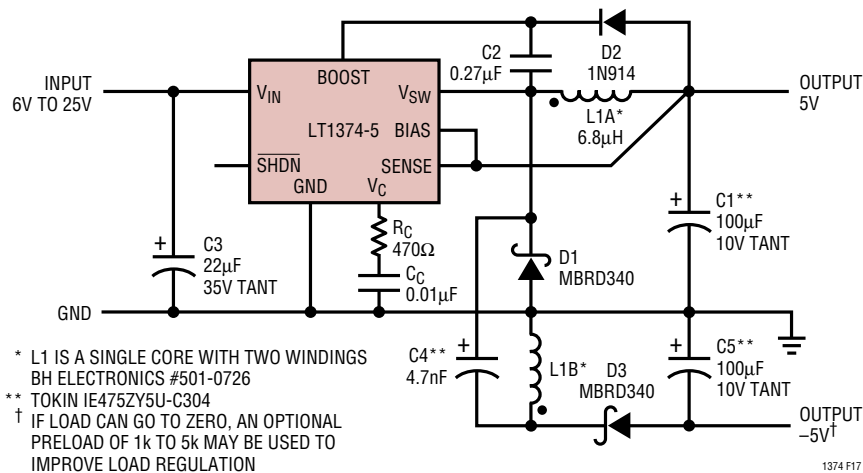 INPUT
6V TO 25V
BOOST
V_IN
V_SW
LT1374-5
BIAS
SHDN
SENSE
GND
V_C
C2
0.27μF
D2
1N914
L1A*
6.8μH
OUTPUT
5V
+
C3
22μF
35V TANT
R_C
470Ω
C_C
0.01μF
D1
MBRD340
+
C1**
100μF
10V TANT
GND
C4**
4.7nF
+
L1B*
D3
MBRD340
+
C5**
100μF
10V TANT
OUTPUT
–5V†
* L1 IS A SINGLE CORE WITH TWO WINDINGS
BH ELECTRONICS #501-0726
** TOKIN IE475ZY5U-C304
† IF LOAD CAN GO TO ZERO, AN OPTIONAL
PRELOAD OF 1k TO 5k MAY BE USED TO
IMPROVE LOAD REGULATION
1374 F17